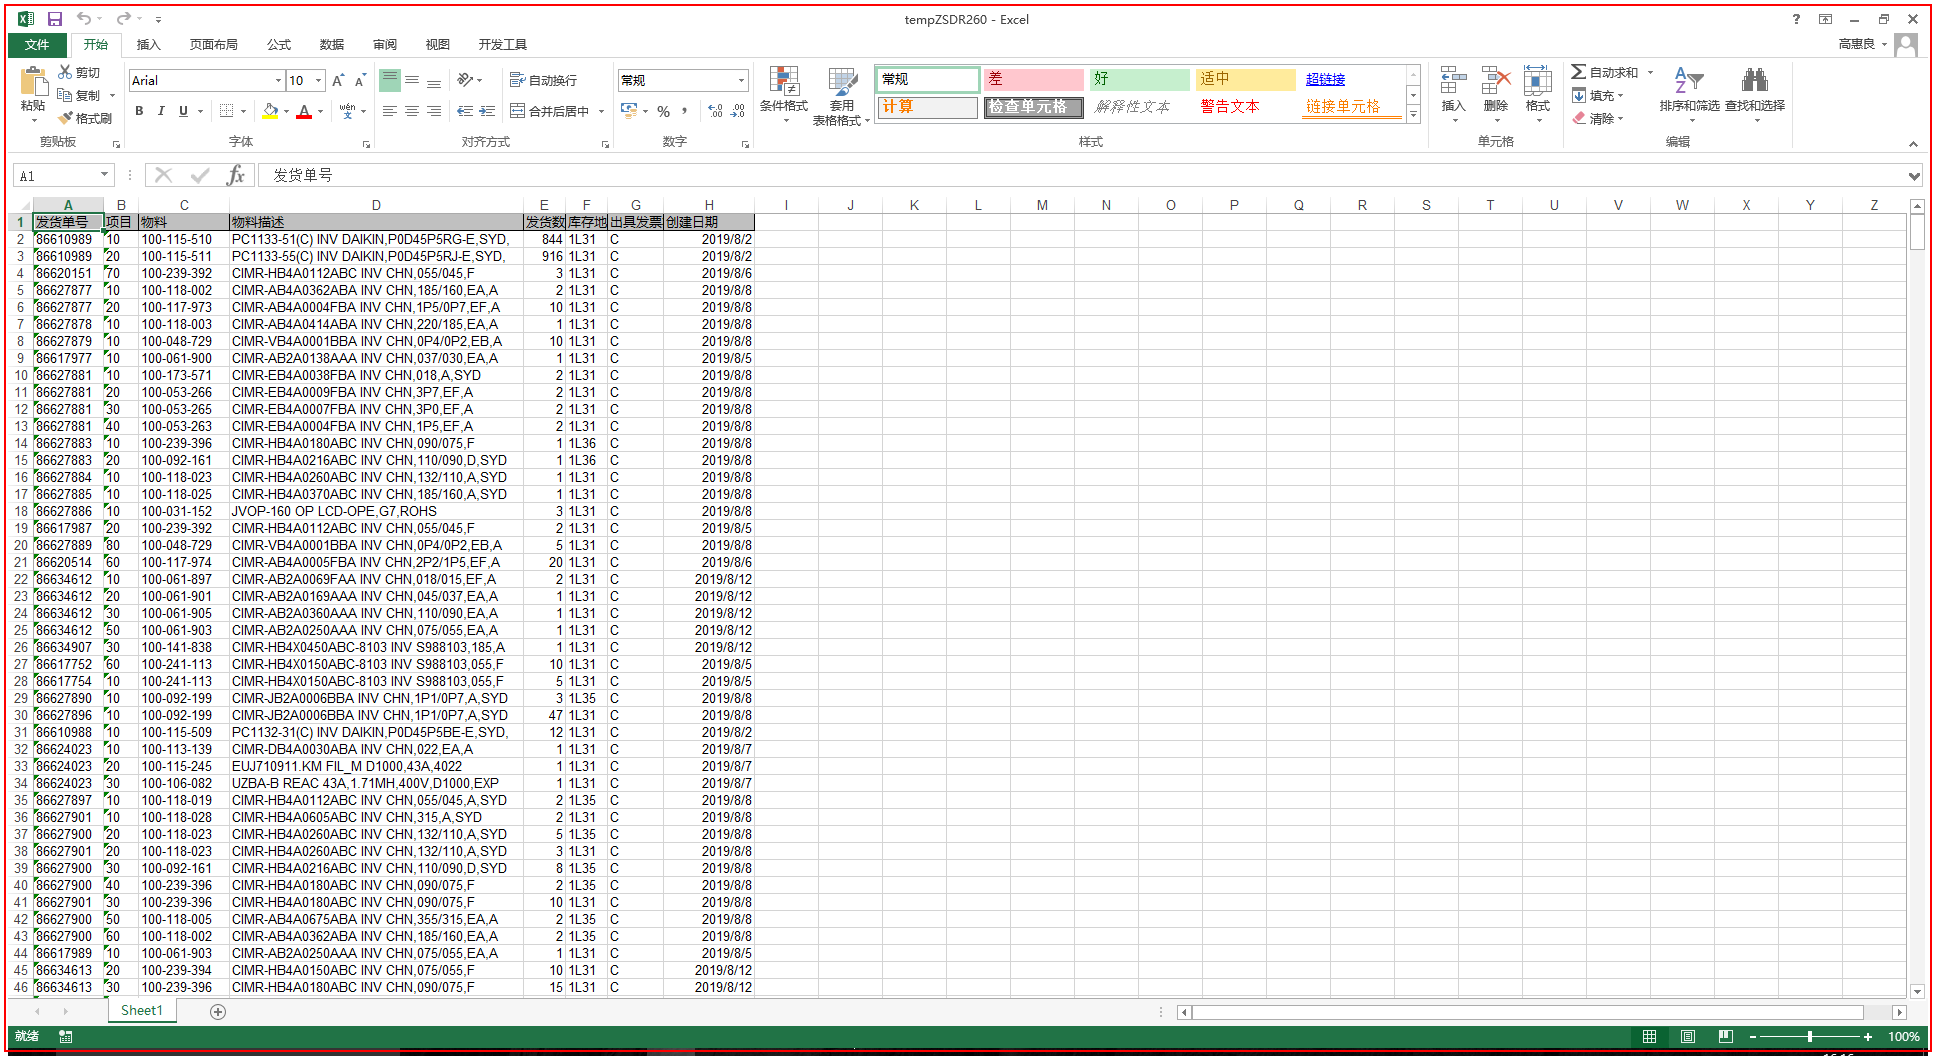 tempZSDR260 - Excel
?
文件 开始 插入 页面布局 公式 数据 审阅 视图 开发工具 高惠良
粘贴 剪切 复制 格式刷 剪贴板
Arial 10 B I U A wén 文 字体
自动换行 合并后居中 对齐方式
常规 % , 数字
条件格式 套用 表格格式
常规 差 好 适中 超链接
计算 检查单元格 解释性文本 警告文本 链接单元格
样式
插入 删除 格式 单元格
自动求和 填充 清除 排序和筛选 查找和选择 编辑
A1 fx 发货单号
A B C D E F G H I J K L M N O P Q R S T U V W X Y Z
1 发货单号 项目 物料 物料描述 发货数 库存地 出具发票 创建日期
2 86610989 10 100-115-510 PC1133-51(C) INV DAIKIN,P0D45P5RG-E,SYD, 844 1L31 C 2019/8/2
3 86610989 20 100-115-511 PC1133-55(C) INV DAIKIN,P0D45P5RJ-E,SYD, 916 1L31 C 2019/8/2
4 86620151 70 100-239-392 CIMR-HB4A0112ABC INV CHN,055/045,F 3 1L31 C 2019/8/6
5 86627877 10 100-118-002 CIMR-AB4A0362ABA INV CHN,185/160,EA,A 2 1L31 C 2019/8/8
6 86627877 20 100-117-973 CIMR-AB4A0004FBA INV CHN,1P5/0P7,EF,A 10 1L31 C 2019/8/8
7 86627878 10 100-118-003 CIMR-AB4A0414ABA INV CHN,220/185,EA,A 1 1L31 C 2019/8/8
8 86627879 10 100-048-729 CIMR-VB4A0001BBA INV CHN,0P4/0P2,EB,A 10 1L31 C 2019/8/8
9 86617977 10 100-061-900 CIMR-AB2A0138AAA INV CHN,037/030,EA,A 1 1L31 C 2019/8/5
10 86627881 10 100-173-571 CIMR-EB4A0038FBA INV CHN,018,A,SYD 2 1L31 C 2019/8/8
11 86627881 20 100-053-266 CIMR-EB4A0009FBA INV CHN,3P7,EF,A 2 1L31 C 2019/8/8
12 86627881 30 100-053-265 CIMR-EB4A0007FBA INV CHN,3P0,EF,A 2 1L31 C 2019/8/8
13 86627881 40 100-053-263 CIMR-EB4A0004FBA INV CHN,1P5,EF,A 2 1L31 C 2019/8/8
14 86627883 10 100-239-396 CIMR-HB4A0180ABC INV CHN,090/075,F 1 1L36 C 2019/8/8
15 86627883 20 100-092-161 CIMR-HB4A0216ABC INV CHN,110/090,D,SYD 1 1L36 C 2019/8/8
16 86627884 10 100-118-023 CIMR-HB4A0260ABC INV CHN,132/110,A,SYD 1 1L31 C 2019/8/8
17 86627885 10 100-118-025 CIMR-HB4A0370ABC INV CHN,185/160,A,SYD 1 1L31 C 2019/8/8
18 86627886 10 100-031-152 JVOP-160 OP LCD-OPE,G7,ROHS 3 1L31 C 2019/8/8
19 86617987 20 100-239-392 CIMR-HB4A0112ABC INV CHN,055/045,F 2 1L31 C 2019/8/5
20 86627889 80 100-048-729 CIMR-VB4A0001BBA INV CHN,0P4/0P2,EB,A 5 1L31 C 2019/8/8
21 86620514 60 100-117-974 CIMR-AB4A0005FBA INV CHN,2P2/1P5,EF,A 20 1L31 C 2019/8/6
22 86634612 10 100-061-897 CIMR-AB2A0069FAA INV CHN,018/015,EF,A 2 1L31 C 2019/8/12
23 86634612 20 100-061-901 CIMR-AB2A0169AAA INV CHN,045/037,EA,A 1 1L31 C 2019/8/12
24 86634612 30 100-061-905 CIMR-AB2A0360AAA INV CHN,110/090,EA,A 1 1L31 C 2019/8/12
25 86634612 50 100-061-903 CIMR-AB2A0250AAA INV CHN,075/055,EA,A 1 1L31 C 2019/8/12
26 86634907 30 100-141-838 CIMR-HB4X0450ABC-8103 INV S988103,185,A 1 1L31 C 2019/8/12
27 86617752 60 100-241-113 CIMR-HB4X0150ABC-8103 INV S988103,055,F 10 1L31 C 2019/8/5
28 86617754 10 100-241-113 CIMR-HB4X0150ABC-8103 INV S988103,055,F 5 1L31 C 2019/8/5
29 86627890 10 100-092-199 CIMR-JB2A0006BBA INV CHN,1P1/0P7,A,SYD 3 1L35 C 2019/8/8
30 86627896 10 100-092-199 CIMR-JB2A0006BBA INV CHN,1P1/0P7,A,SYD 47 1L31 C 2019/8/8
31 86610988 10 100-115-509 PC1132-31(C) INV DAIKIN,P0D45P5BE-E,SYD, 12 1L31 C 2019/8/2
32 86624023 10 100-113-139 CIMR-DB4A0030ABA INV CHN,022,EA,A 1 1L31 C 2019/8/7
33 86624023 20 100-115-245 EUJ710911.KM FIL_M D1000,43A,4022 1 1L31 C 2019/8/7
34 86624023 30 100-106-082 UZBA-B REAC 43A,1.71MH,400V,D1000,EXP 1 1L31 C 2019/8/7
35 86627897 10 100-118-019 CIMR-HB4A0112ABC INV CHN,055/045,A,SYD 2 1L35 C 2019/8/8
36 86627901 10 100-118-028 CIMR-HB4A0605ABC INV CHN,315,A,SYD 2 1L31 C 2019/8/8
37 86627900 20 100-118-023 CIMR-HB4A0260ABC INV CHN,132/110,A,SYD 5 1L35 C 2019/8/8
38 86627901 20 100-118-023 CIMR-HB4A0260ABC INV CHN,132/110,A,SYD 3 1L31 C 2019/8/8
39 86627900 30 100-092-161 CIMR-HB4A0216ABC INV CHN,110/090,D,SYD 8 1L35 C 2019/8/8
40 86627900 40 100-239-396 CIMR-HB4A0180ABC INV CHN,090/075,F 2 1L35 C 2019/8/8
41 86627901 30 100-239-396 CIMR-HB4A0180ABC INV CHN,090/075,F 10 1L31 C 2019/8/8
42 86627900 50 100-118-005 CIMR-AB4A0675ABA INV CHN,355/315,EA,A 2 1L35 C 2019/8/8
43 86627900 60 100-118-002 CIMR-AB4A0362ABA INV CHN,185/160,EA,A 2 1L35 C 2019/8/8
44 86617989 10 100-061-903 CIMR-AB2A0250AAA INV CHN,075/055,EA,A 1 1L31 C 2019/8/5
45 86634613 20 100-239-394 CIMR-HB4A0150ABC INV CHN,075/055,F 10 1L31 C 2019/8/12
46 86634613 30 100-239-396 CIMR-HB4A0180ABC INV CHN,090/075,F 15 1L31 C 2019/8/12
Sheet1
就绪 100%